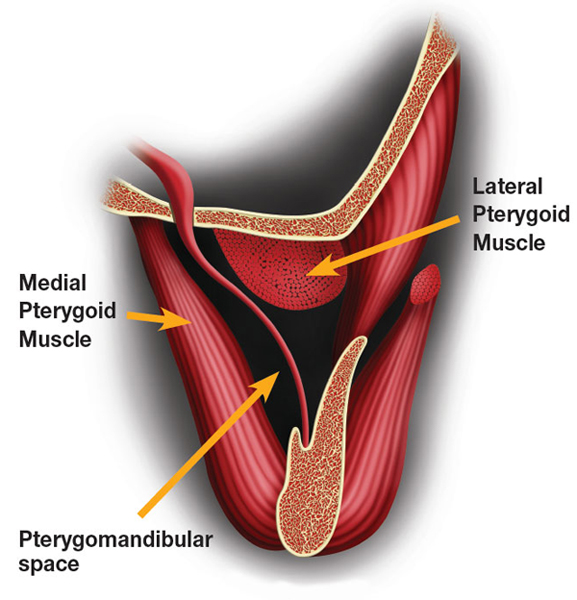 Lateral
Pterygoid
Muscle
Medial
Pterygoid
Muscle
Pterygomandibular
space